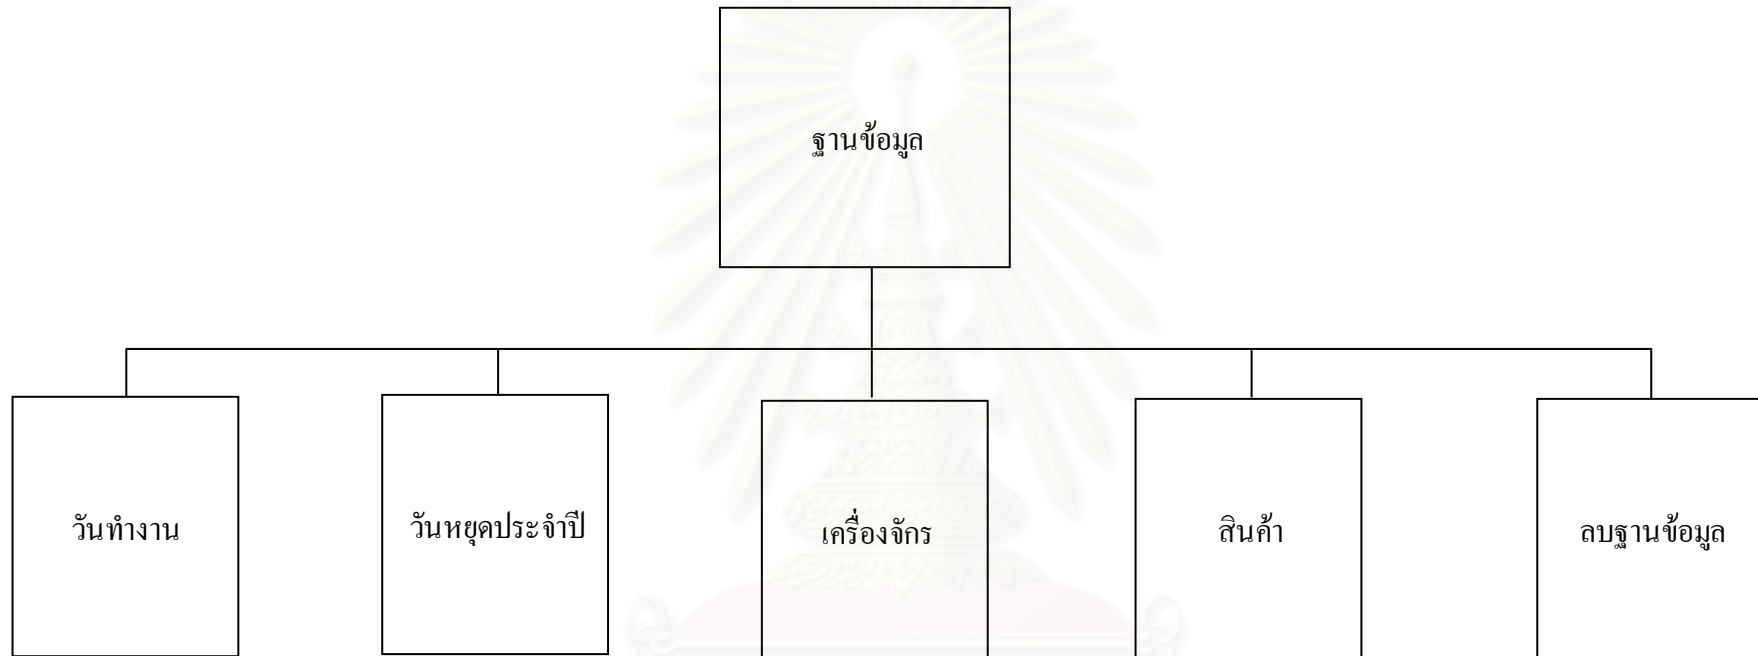 ฐานข้อมูล
วันทำงาน
วันหยุดประจำปี
เครื่องจักร
สินค้า
ลบฐานข้อมูล